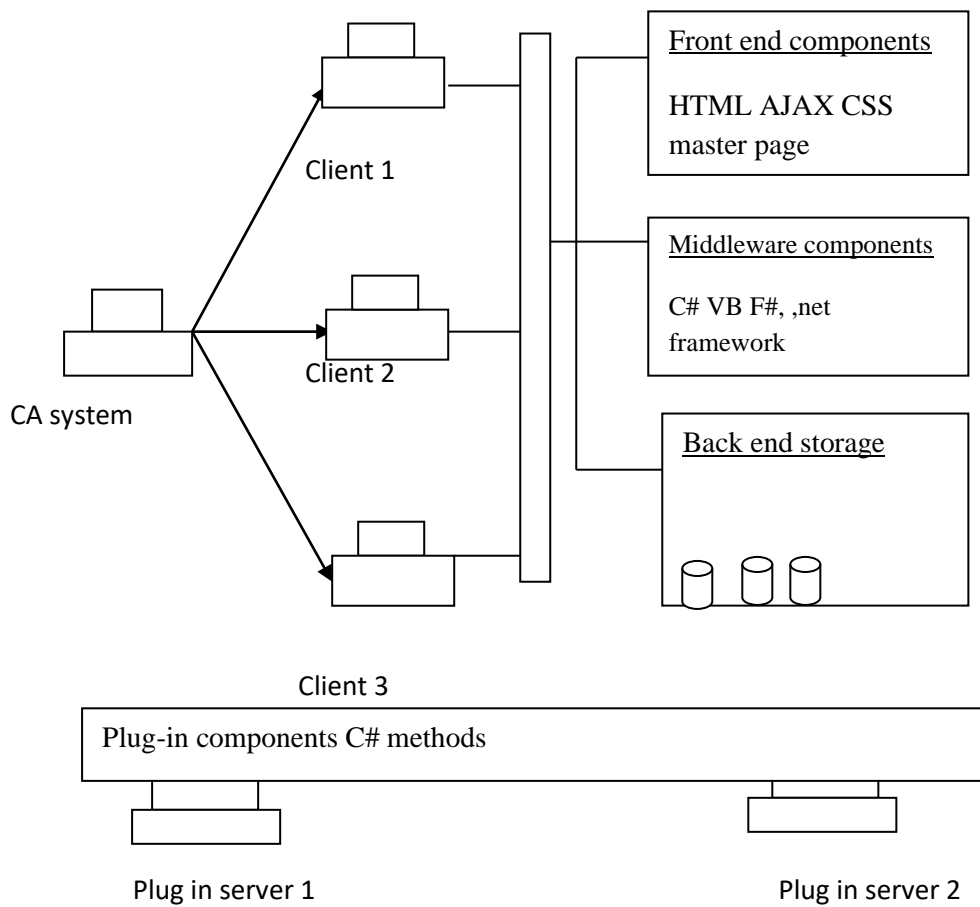 Front end components
HTML AJAX CSS
master page
Client 1
Middleware components
C# VB F#, ,net
framework
Client 2
CA system
Back end storage
Client 3
Plug-in components C# methods
Plug in server 1
Plug in server 2